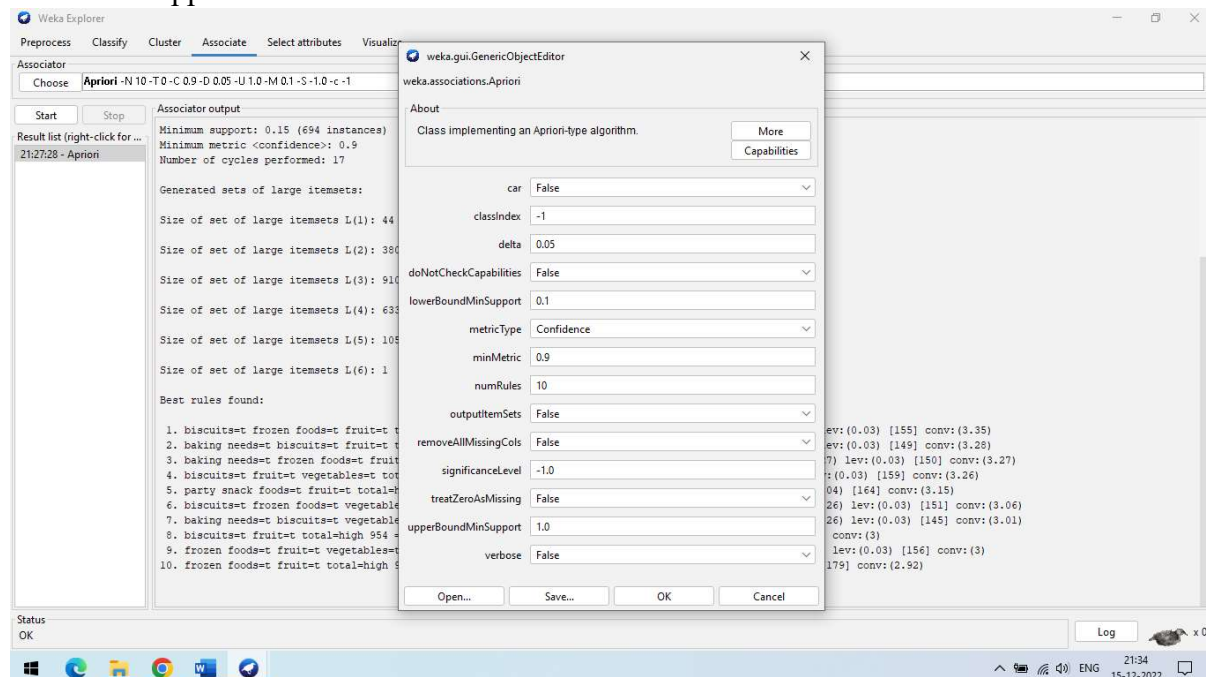 Weka Explorer
Preprocess Classify Cluster Associate Select attributes Visualize
Associator
Choose Apriori -N 10 -T 0 -C 0.9 -D 0.05 -U 1.0 -M 0.1 -S -1.0 -c -1
Start Stop
Result list (right-click for ...
21:27:28 - Apriori
Associator output
Minimum support: 0.15 (694 instances)
Minimum metric <confidence>: 0.9
Number of cycles performed: 17
Generated sets of large itemsets:
Size of set of large itemsets L(1): 44
Size of set of large itemsets L(2): 380
Size of set of large itemsets L(3): 910
Size of set of large itemsets L(4): 633
Size of set of large itemsets L(5): 105
Size of set of large itemsets L(6): 1
Best rules found:
1. biscuits=t frozen foods=t fruit=t t ev:(0.03) [155] conv:(3.35)
2. baking needs=t biscuits=t fruit=t t ev:(0.03) [149] conv:(3.28)
3. baking needs=t frozen foods=t fruit 7) lev:(0.03) [150] conv:(3.27)
4. biscuits=t fruit=t vegetables=t tot :(0.03) [159] conv:(3.26)
5. party snack foods=t fruit=t total=h 04) [164] conv:(3.15)
6. biscuits=t frozen foods=t vegetable 26) lev:(0.03) [151] conv:(3.06)
7. baking needs=t biscuits=t vegetable 26) lev:(0.03) [145] conv:(3.01)
8. biscuits=t fruit=t total=high 954 = conv:(3)
9. frozen foods=t fruit=t vegetables=t lev:(0.03) [156] conv:(3)
10. frozen foods=t fruit=t total=high 9 179] conv:(2.92)
weka.gui.GenericObjectEditor
weka.associations.Apriori
About
Class implementing an Apriori-type algorithm.
More
Capabilities
car False
classIndex -1
delta 0.05
doNotCheckCapabilities False
lowerBoundMinSupport 0.1
metricType Confidence
minMetric 0.9
numRules 10
outputItemSets False
removeAllMissingCols False
significanceLevel -1.0
treatZeroAsMissing False
upperBoundMinSupport 1.0
verbose False
Open... Save... OK Cancel
Status
OK
Log x 0
ENG 21:34
15-12-2022